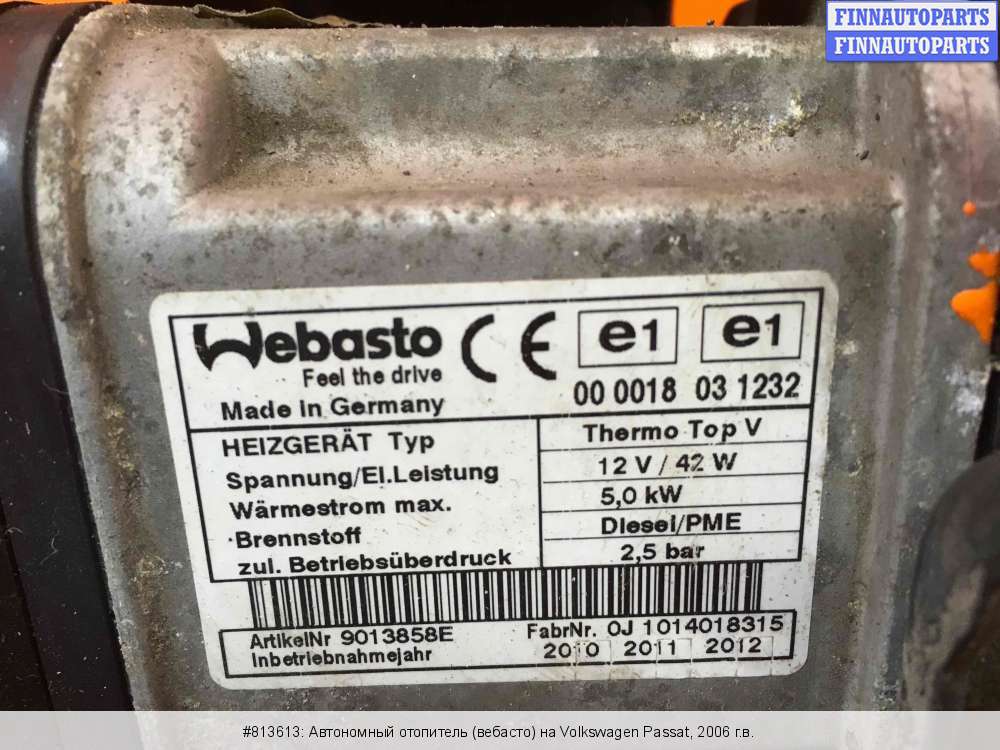 FINNAUTOPARTS
FINNAUTOPARTS
Webasto
Feel the drive
CE e1 e1
00 0018 03 1232
Made in Germany
HEIZGERÄT Typ Thermo Top V
Spannung/El.Leistung 12 V / 42 W
Wärmestrom max. 5,0 kW
Brennstoff Diesel/PME
zul. Betriebsüberdruck 2,5 bar
ArtikelNr 9013858E FabrNr. 0J 1014018315
Inbetriebnahmejahr 2010 2011 2012
#813613: Автономный отопитель (вебасто) на Volkswagen Passat, 2006 г.в.